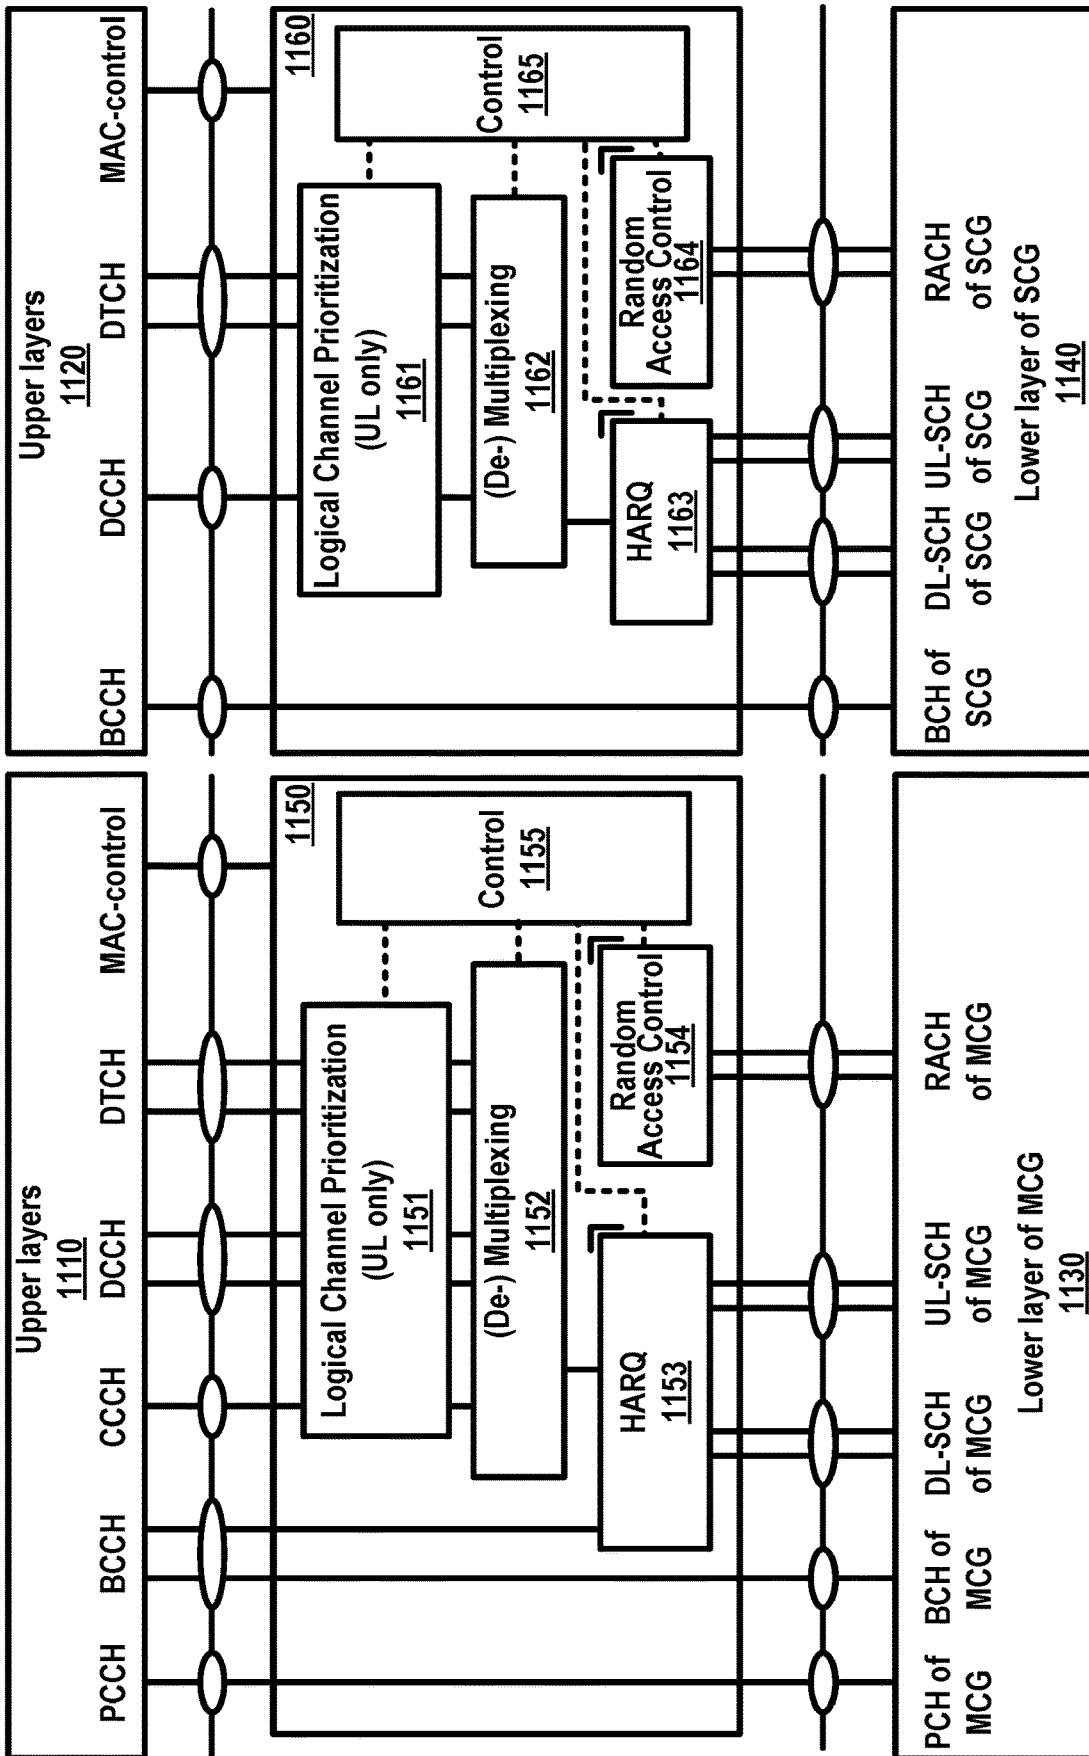 Upper layers
1110
PCCH
BCCH
CCCH
DCCH
DTCH
MAC-control
1150
Logical Channel Prioritization
(UL only)
1151
(De-) Multiplexing
1152
HARQ
1153
Random
Access Control
1154
Control
1155
PCH of
MCG
BCH of
MCG
DL-SCH
of MCG
UL-SCH
of MCG
RACH
of MCG
Lower layer of MCG
1130
Upper layers
1120
BCCH
DCCH
DTCH
MAC-control
1160
Logical Channel Prioritization
(UL only)
1161
(De-) Multiplexing
1162
HARQ
1163
Random
Access Control
1164
Control
1165
BCH of
SCG
DL-SCH
of SCG
UL-SCH
of SCG
RACH
of SCG
Lower layer of SCG
1140